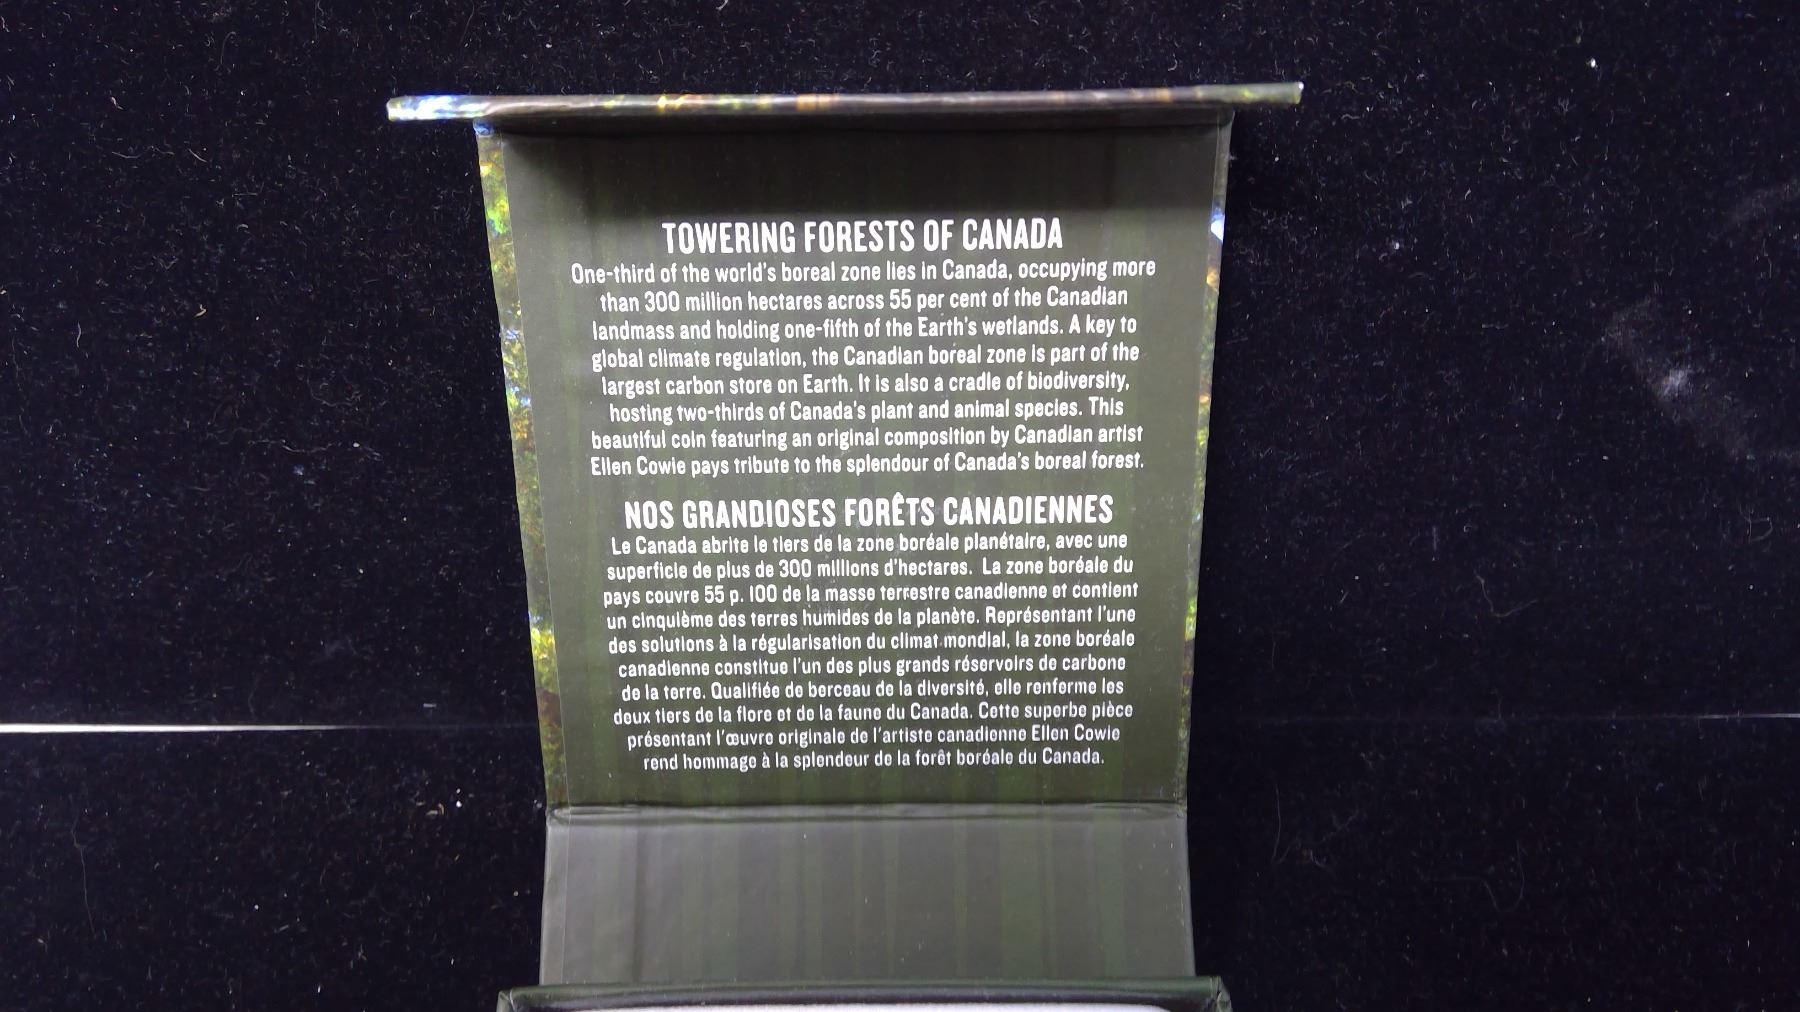 TOWERING FORESTS OF CANADA
One-third of the world's boreal zone lies in Canada, occupying more
than 300 million hectares across 55 per cent of the Canadian
landmass and holding one-fifth of the Earth's wetlands. A key to
global climate regulation, the Canadian boreal zone is part of the
largest carbon store on Earth. It is also a cradle of biodiversity,
hosting two-thirds of Canada's plant and animal species. This
beautiful coin featuring an original composition by Canadian artist
Ellen Cowie pays tribute to the splendour of Canada's boreal forest.
NOS GRANDIOSES FORÊTS CANADIENNES
Le Canada abrite le tiers de la zone boréale planétaire, avec une
superficie de plus de 300 millions d'hectares. La zone boréale du
pays couvre 55 p. 100 de la masse terrestre canadienne et contient
un cinquième des terres humides de la planète. Représentant l'une
des solutions à la régularisation du climat mondial, la zone boréale
canadienne constitue l'un des plus grands réservoirs de carbone
de la terre. Qualifiée de berceau de la diversité, elle renferme les
deux tiers de la flore et de la faune du Canada. Cette superbe pièce
présentant l'œuvre originale de l'artiste canadienne Ellen Cowie
rend hommage à la splendeur de la forêt boréale du Canada.